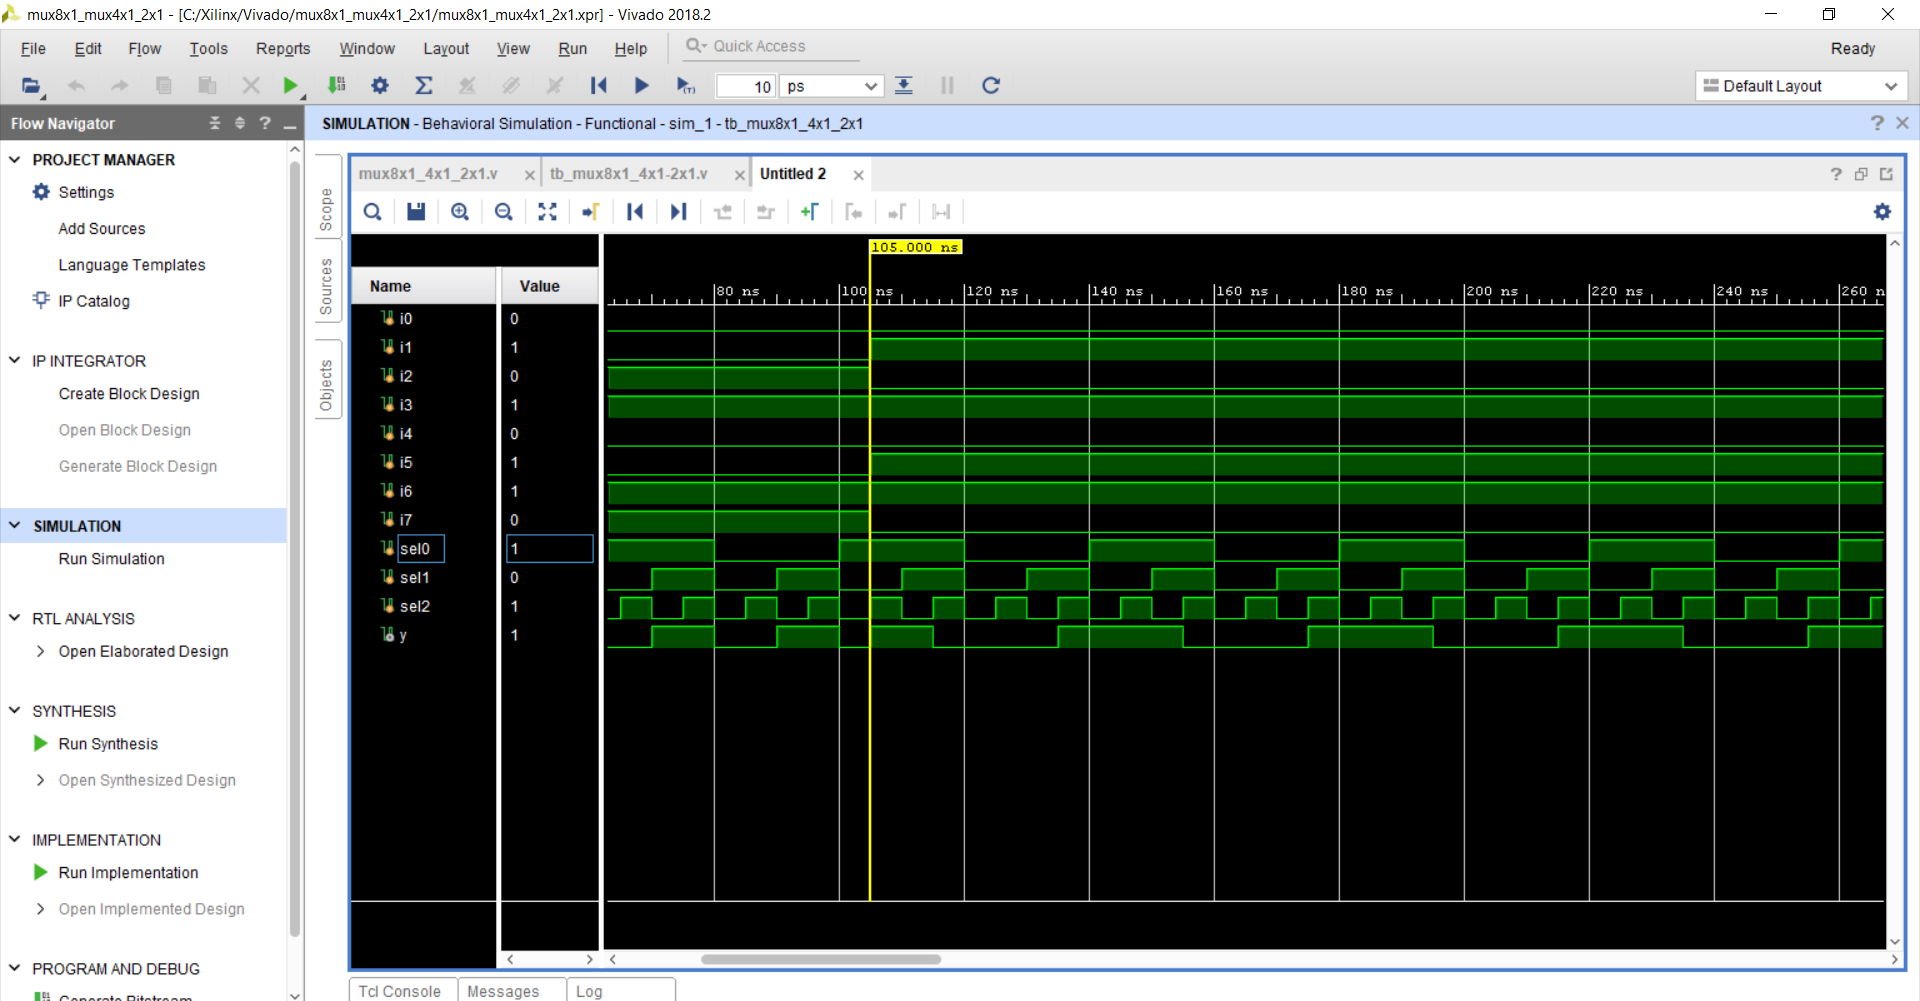 mux8x1_mux4x1_2x1 - [C:/Xilinx/Vivado/mux8x1_mux4x1_2x1/mux8x1_mux4x1_2x1.xpr] - Vivado 2018.2
File Edit Flow Tools Reports Window Layout View Run Help Quick Access Ready
10 ps Default Layout
Flow Navigator
SIMULATION - Behavioral Simulation - Functional - sim_1 - tb_mux8x1_4x1_2x1
PROJECT MANAGER
Settings
Add Sources
Language Templates
IP Catalog
IP INTEGRATOR
Create Block Design
Open Block Design
Generate Block Design
SIMULATION
Run Simulation
RTL ANALYSIS
Open Elaborated Design
SYNTHESIS
Run Synthesis
Open Synthesized Design
IMPLEMENTATION
Run Implementation
Open Implemented Design
PROGRAM AND DEBUG
Generate Bitstream
Scope
Sources
Objects
mux8x1_4x1_2x1.v tb_mux8x1_4x1-2x1.v Untitled 2
105.000 ns
Name Value
80 ns 100 ns 120 ns 140 ns 160 ns 180 ns 200 ns 220 ns 240 ns 260 n
i0 0
i1 1
i2 0
i3 1
i4 0
i5 1
i6 1
i7 0
sel0 1
sel1 0
sel2 1
y 1
Tcl Console Messages Log